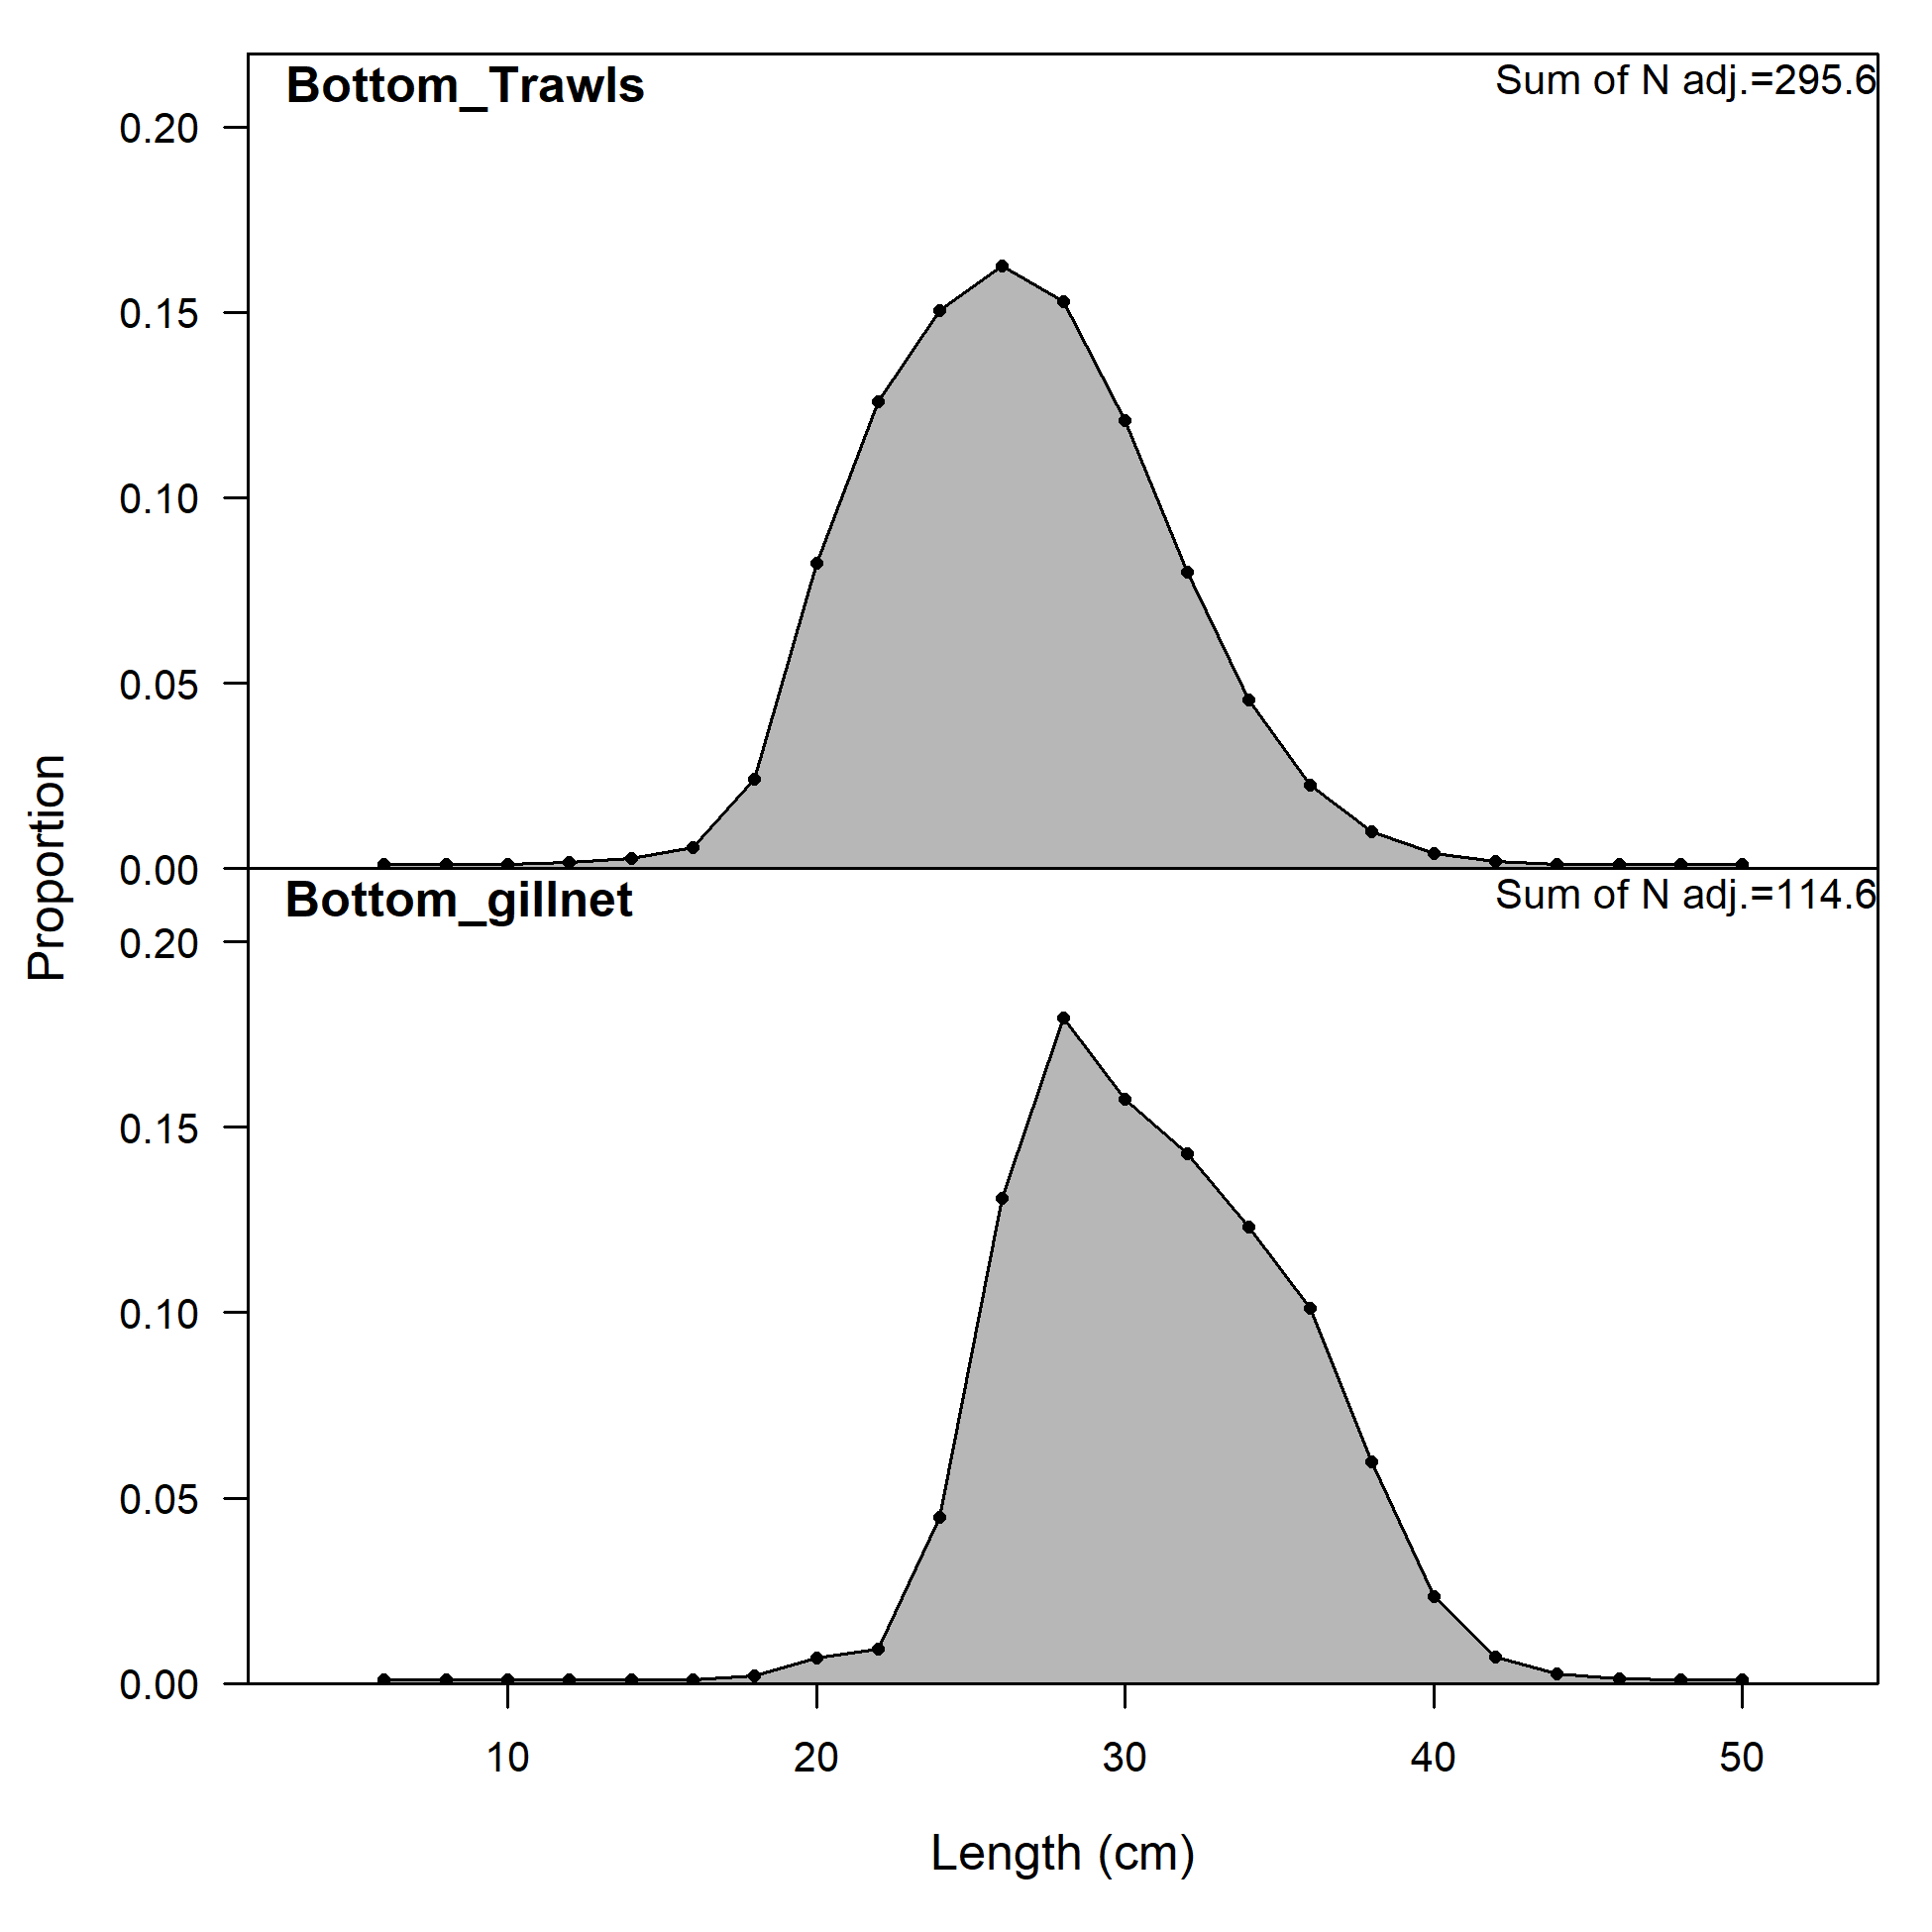 Bottom_Trawls
Sum of N adj.=295.6
0.20
0.15
0.10
0.05
0.00
Bottom_gillnet
Sum of N adj.=114.6
0.20
0.15
0.10
0.05
0.00
Proportion
10 20 30 40 50
Length (cm)